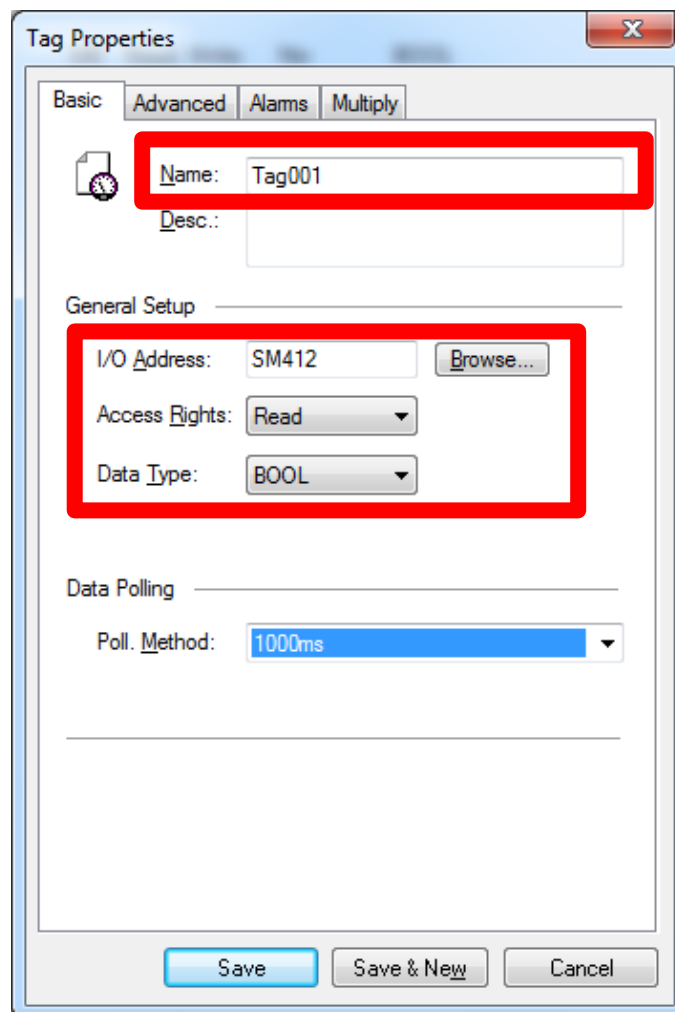 Tag Properties
Basic Advanced Alarms Multiply
Name: Tag001
Desc.:
General Setup
I/O Address: SM412 Browse...
Access Rights: Read
Data Type: BOOL
Data Polling
Poll. Method: 1000ms
Save Save & New Cancel